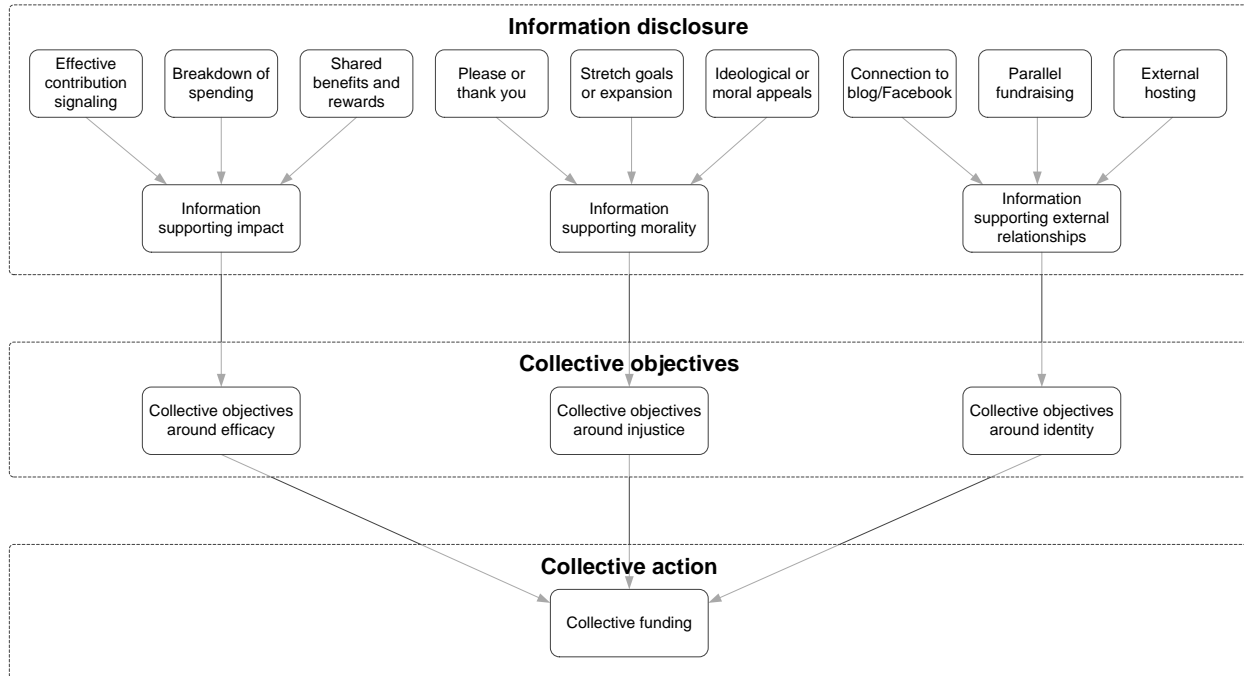 Information disclosure
Effective
contribution
signaling
Breakdown of
spending
Shared
benefits and
rewards
Please or
thank you
Stretch goals
or expansion
Ideological or
moral appeals
Connection to
blog/Facebook
Parallel
fundraising
External
hosting
Information
supporting impact
Information
supporting morality
Information
supporting external
relationships
Collective objectives
Collective objectives
around efficacy
Collective objectives
around injustice
Collective objectives
around identity
Collective action
Collective funding